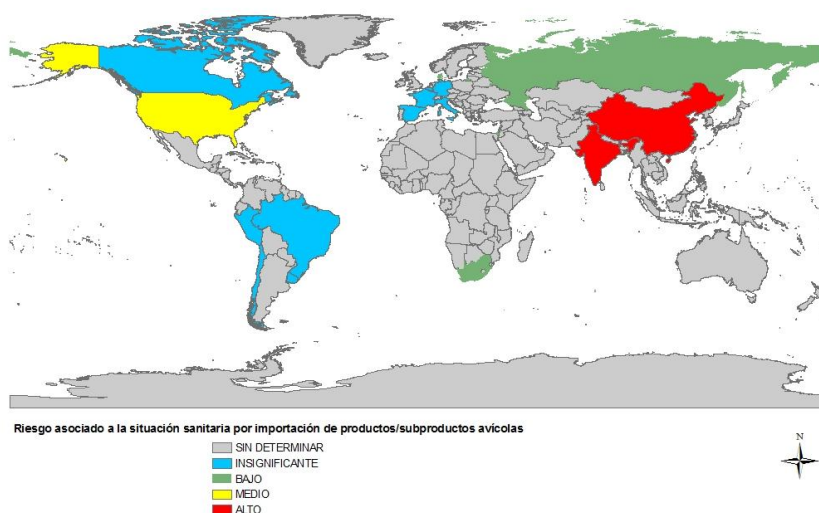 Riesgo asociado a la situación sanitaria por importación de productos/subproductos avícolas
SIN DETERMINAR
INSIGNIFICANTE
BAJO
MEDIO
ALTO
N